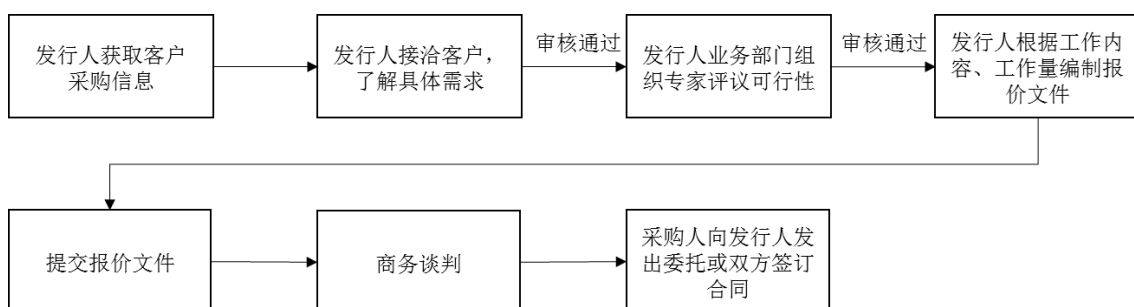 发行人获取客户
采购信息
发行人接洽客户，
了解具体需求
审核通过
发行人业务部门组
织专家评议可行性
审核通过
发行人根据工作内
容、工作量编制报
价文件
提交报价文件
商务谈判
采购人向发行人发
出委托或双方签订
合同